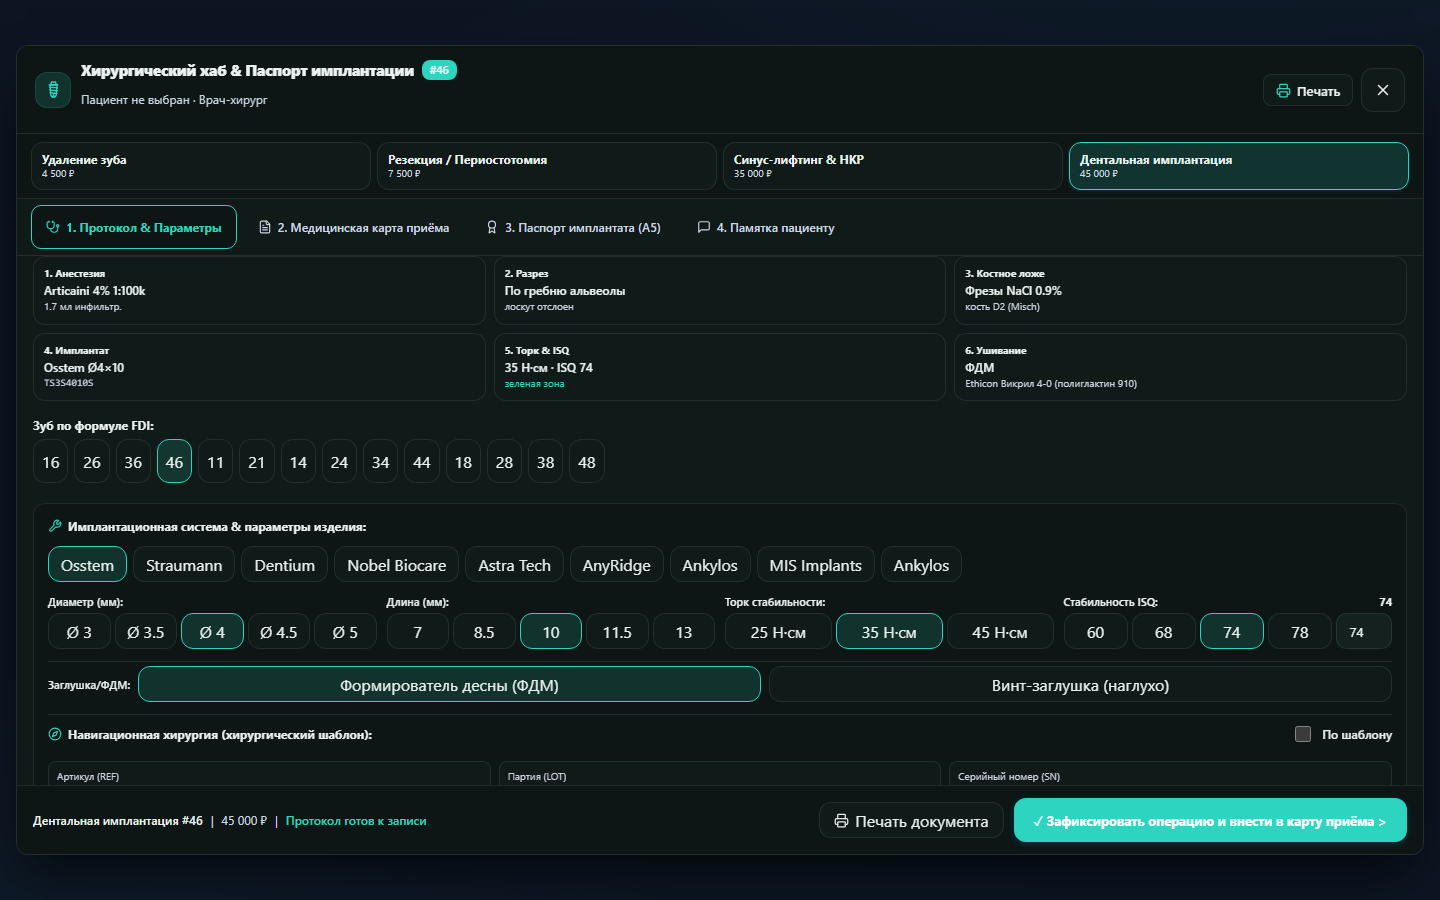 Хирургический хаб & Паспорт имплантации #46
Пациент не выбран · Врач-хирург
Печать
Удаление зуба
4 500 ₽
Резекция / Периостотомия
7 500 ₽
Синус-лифтинг & НКР
35 000 ₽
Дентальная имплантация
45 000 ₽
1. Протокол & Параметры
2. Медицинская карта приёма
3. Паспорт имплантата (А5)
4. Памятка пациенту
1. Анестезия
Articaini 4% 1:100k
1.7 мл инфильтр.
2. Разрез
По гребню альвеолы
лоскут отслоен
3. Костное ложе
Фрезы NaCl 0.9%
кость D2 (Misch)
4. Имплантат
Osstem Ø4×10
TS3S4010S
5. Торк & ISQ
35 Н·см · ISQ 74
зеленая зона
6. Ушивание
ФДМ
Ethicon Викрил 4-0 (полиглактин 910)
Зуб по формуле FDI:
16 26 36 46 11 21 14 24 34 44 18 28 38 48
Имплантационная система & параметры изделия:
Osstem Straumann Dentium Nobel Biocare Astra Tech AnyRidge Ankylos MIS Implants Ankylos
Диаметр (мм):
Ø 3 Ø 3.5 Ø 4 Ø 4.5 Ø 5
Длина (мм):
7 8.5 10 11.5 13
Торк стабильности:
25 Н·см 35 Н·см 45 Н·см
Стабильность ISQ: 74
60 68 74 78 74
Заглушка/ФДМ: Формирователь десны (ФДМ) Винт-заглушка (наглухо)
Навигационная хирургия (хирургический шаблон): По шаблону
Артикул (REF)
Партия (LOT)
Серийный номер (SN)
Дентальная имплантация #46 | 45 000 ₽ | Протокол готов к записи
Печать документа
✓ Зафиксировать операцию и внести в карту приёма >